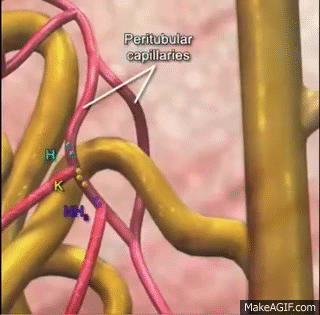 Peritubular
capillaries
H
K
NH₃
MakeAGIF.com